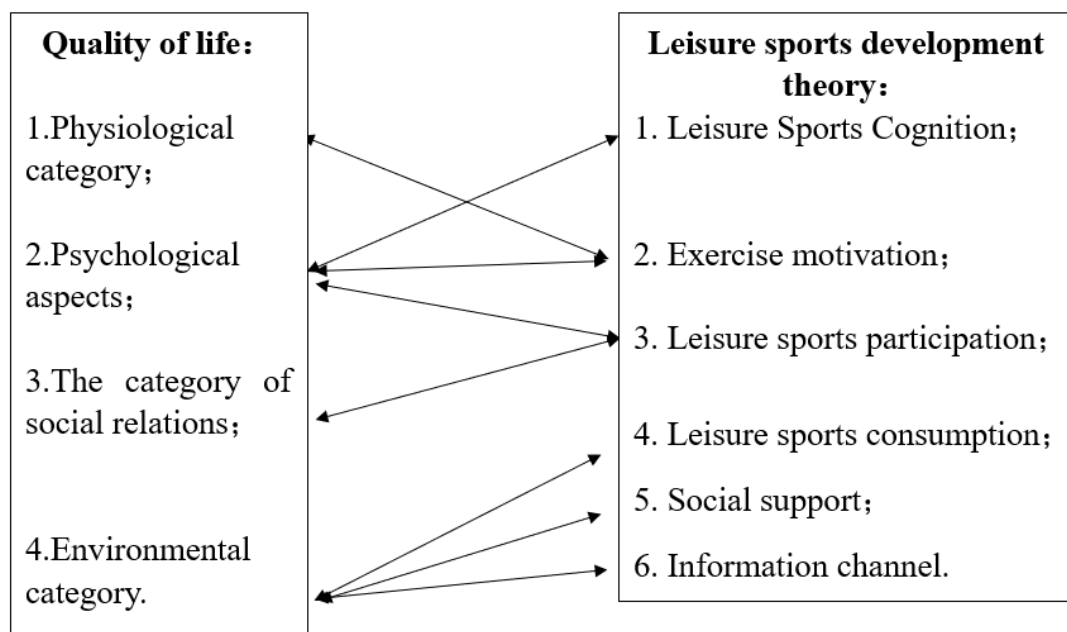 Quality of life：
1.Physiological
category；
2.Psychological
aspects；
3.The category of
social relations；
4.Environmental
category.
Leisure sports development
theory：
1. Leisure Sports Cognition；
2. Exercise motivation；
3. Leisure sports participation；
4. Leisure sports consumption；
5. Social support；
6. Information channel.